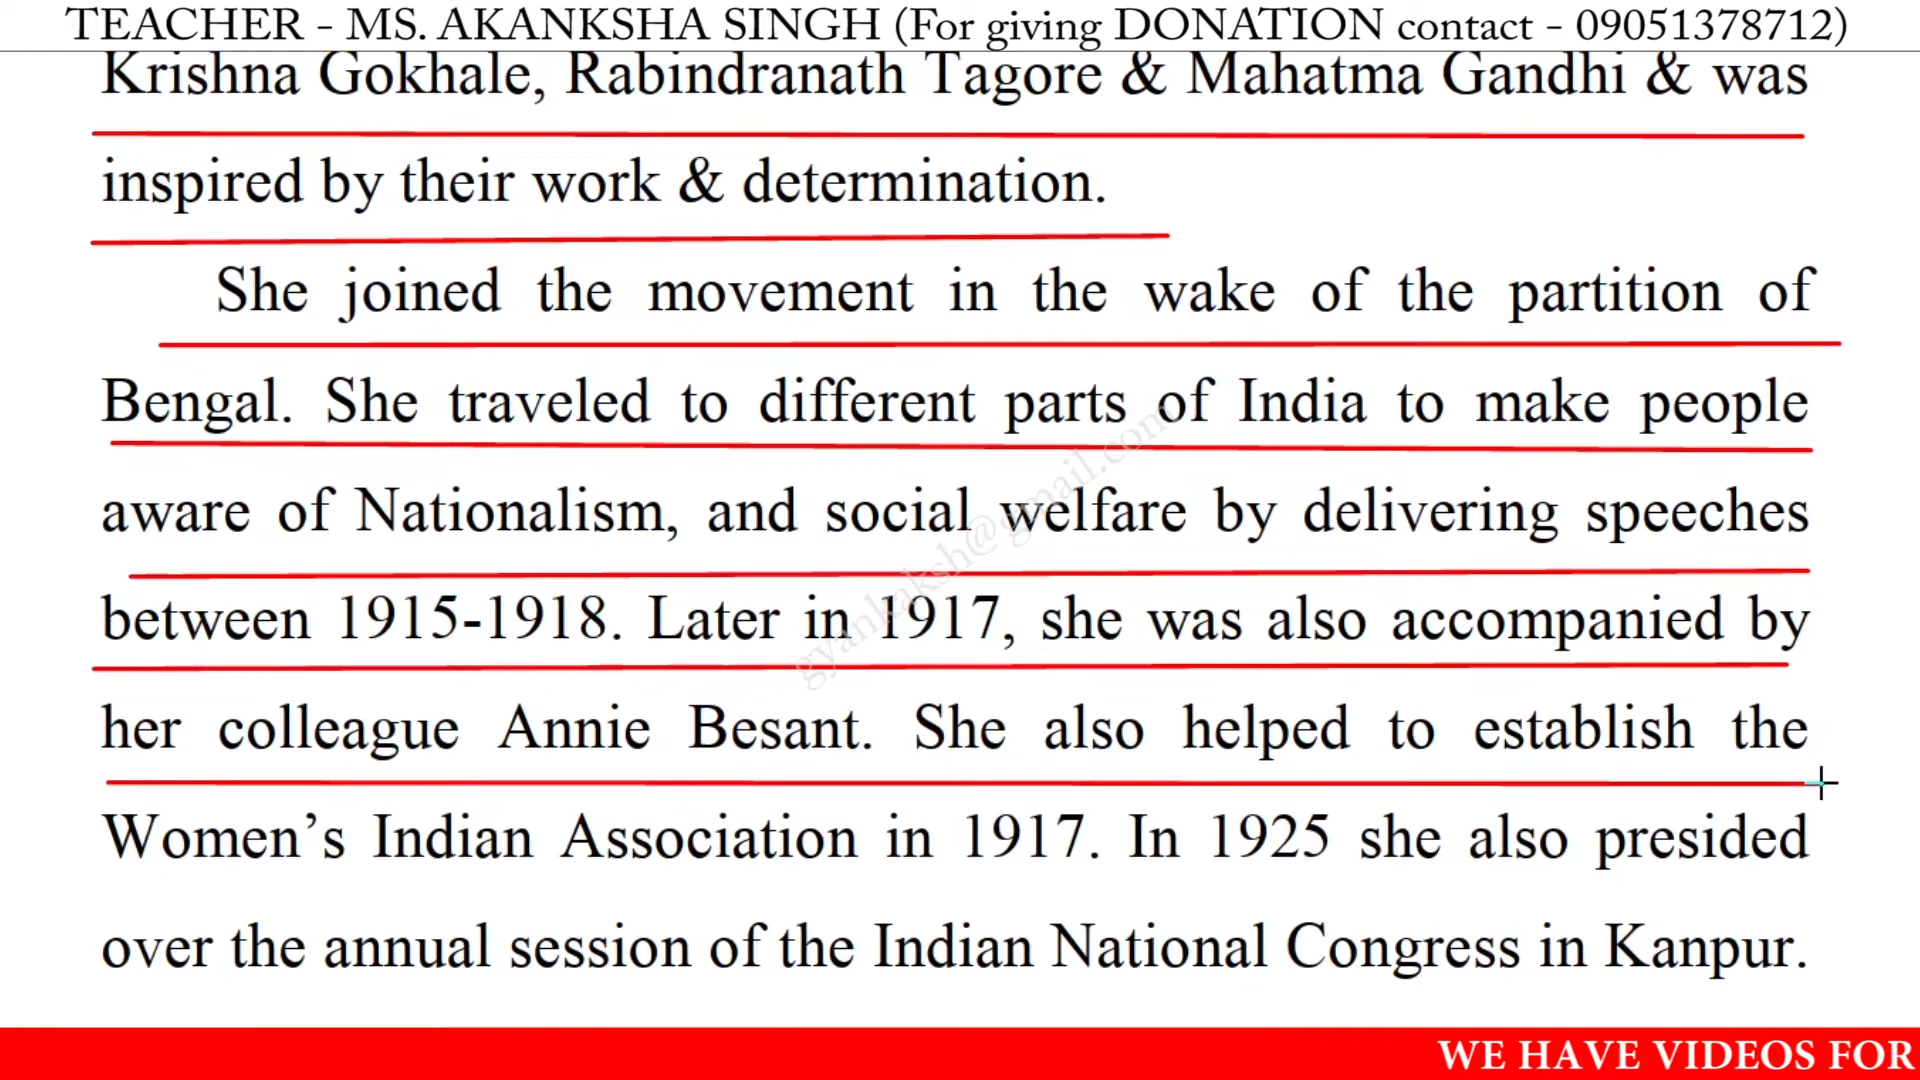 TEACHER - MS. AKANKSHA SINGH (For giving DONATION contact - 09051378712)
Krishna Gokhale, Rabindranath Tagore & Mahatma Gandhi & was
inspired by their work & determination.
She joined the movement in the wake of the partition of
Bengal. She traveled to different parts of India to make people
aware of Nationalism, and social welfare by delivering speeches
between 1915-1918. Later in 1917, she was also accompanied by
her colleague Annie Besant. She also helped to establish the
Women’s Indian Association in 1917. In 1925 she also presided
over the annual session of the Indian National Congress in Kanpur.
gyankaksh@gmail.com
WE HAVE VIDEOS FOR